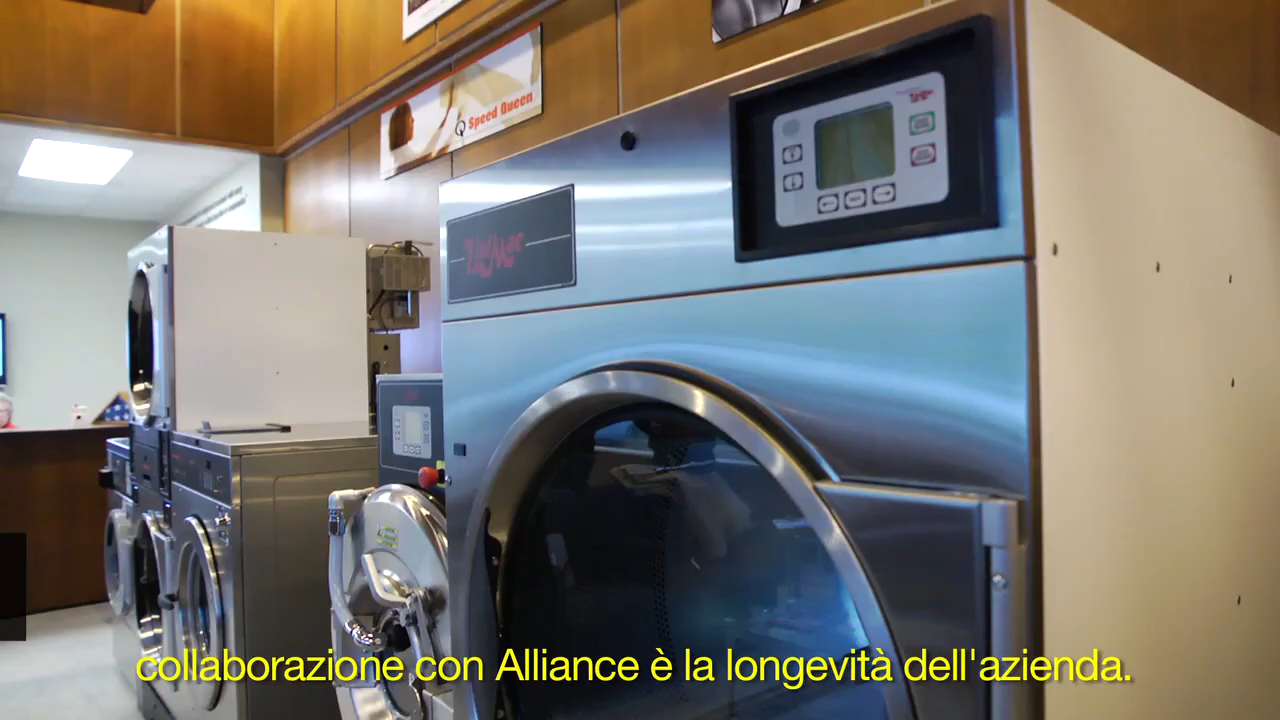 Speed Queen
UniMac
collaborazione con Alliance è la longevità dell'azienda.